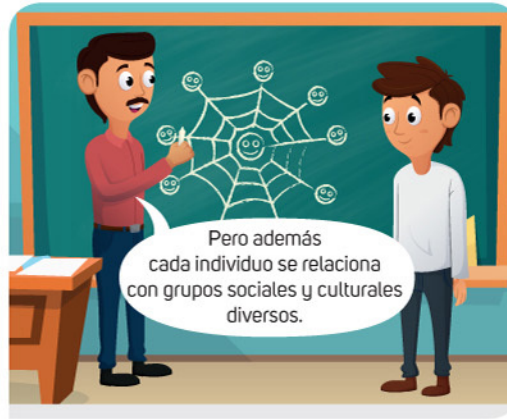 Pero además
cada individuo se relaciona
con grupos sociales y culturales
diversos.